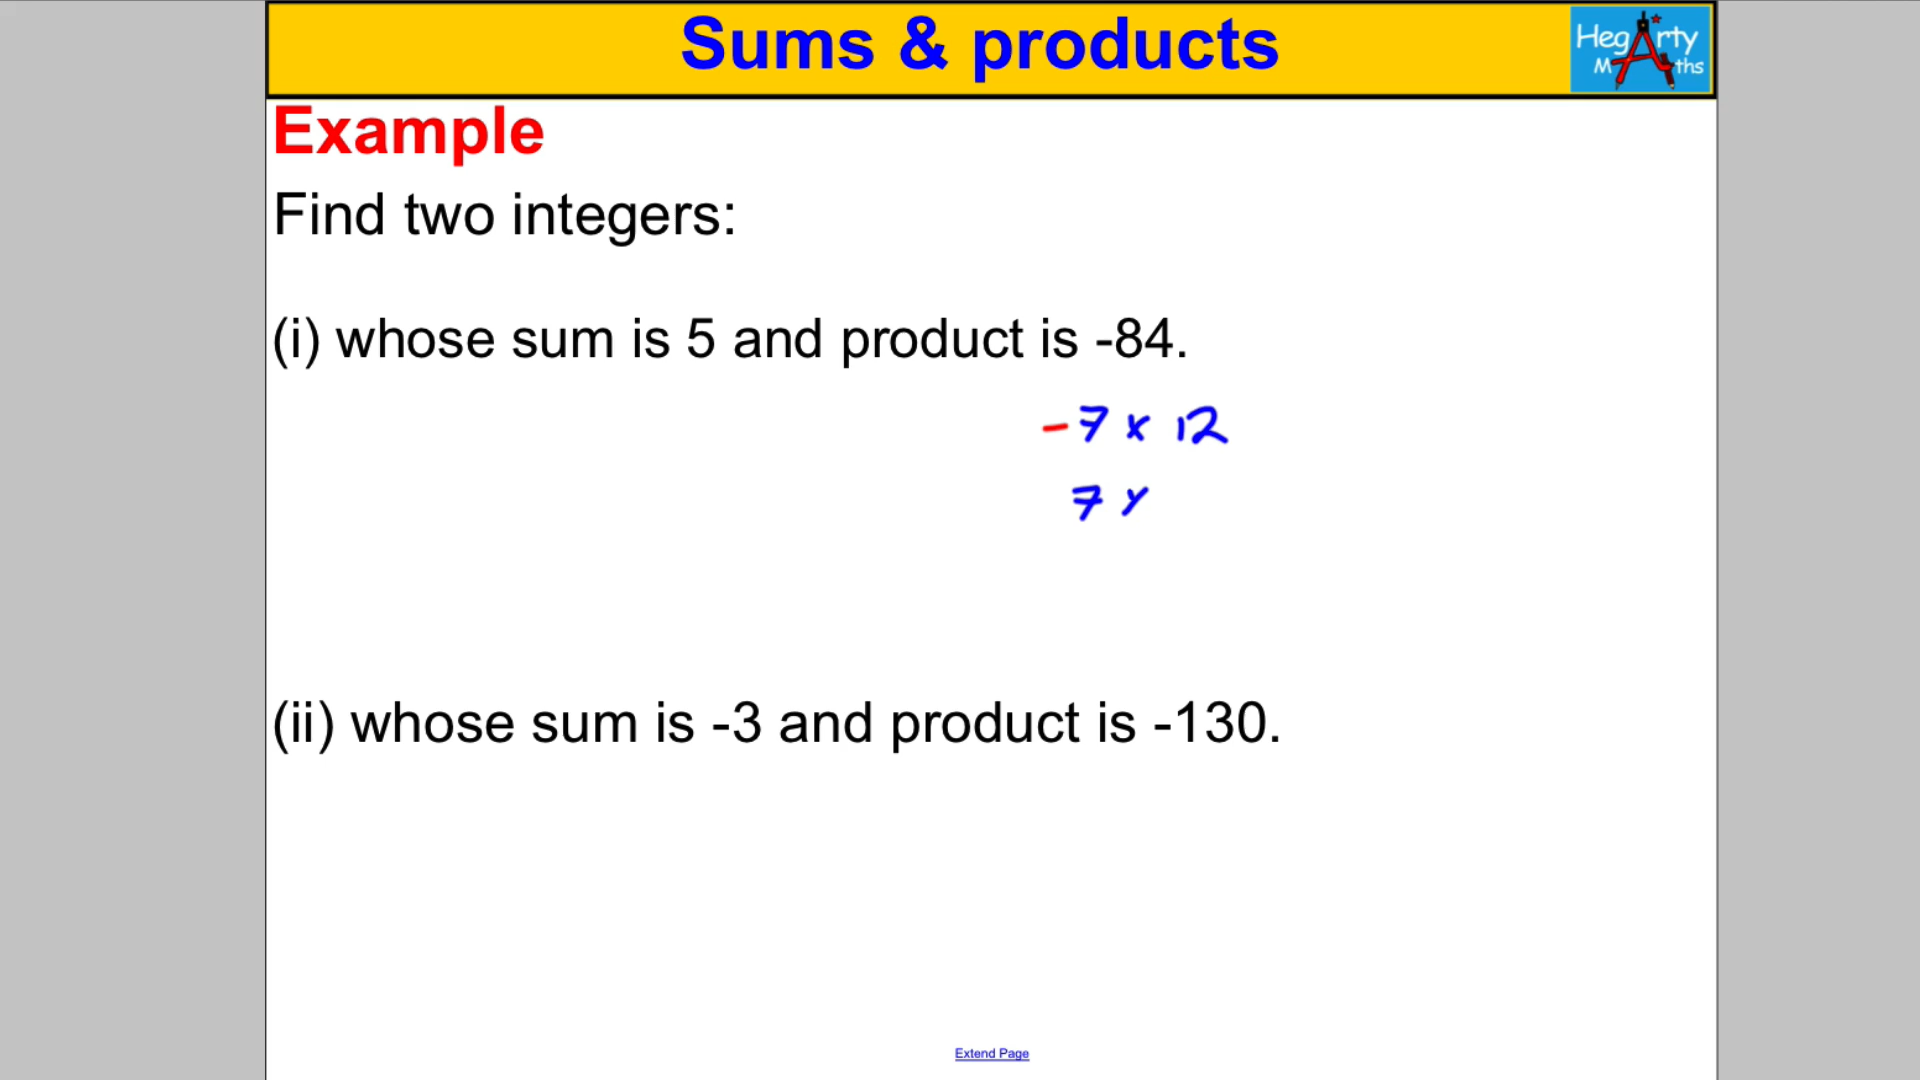 Sums & products
HegArty
Maths
Example
Find two integers:
(i) whose sum is 5 and product is -84.
-7 x 12
7 x
(ii) whose sum is -3 and product is -130.
Extend Page